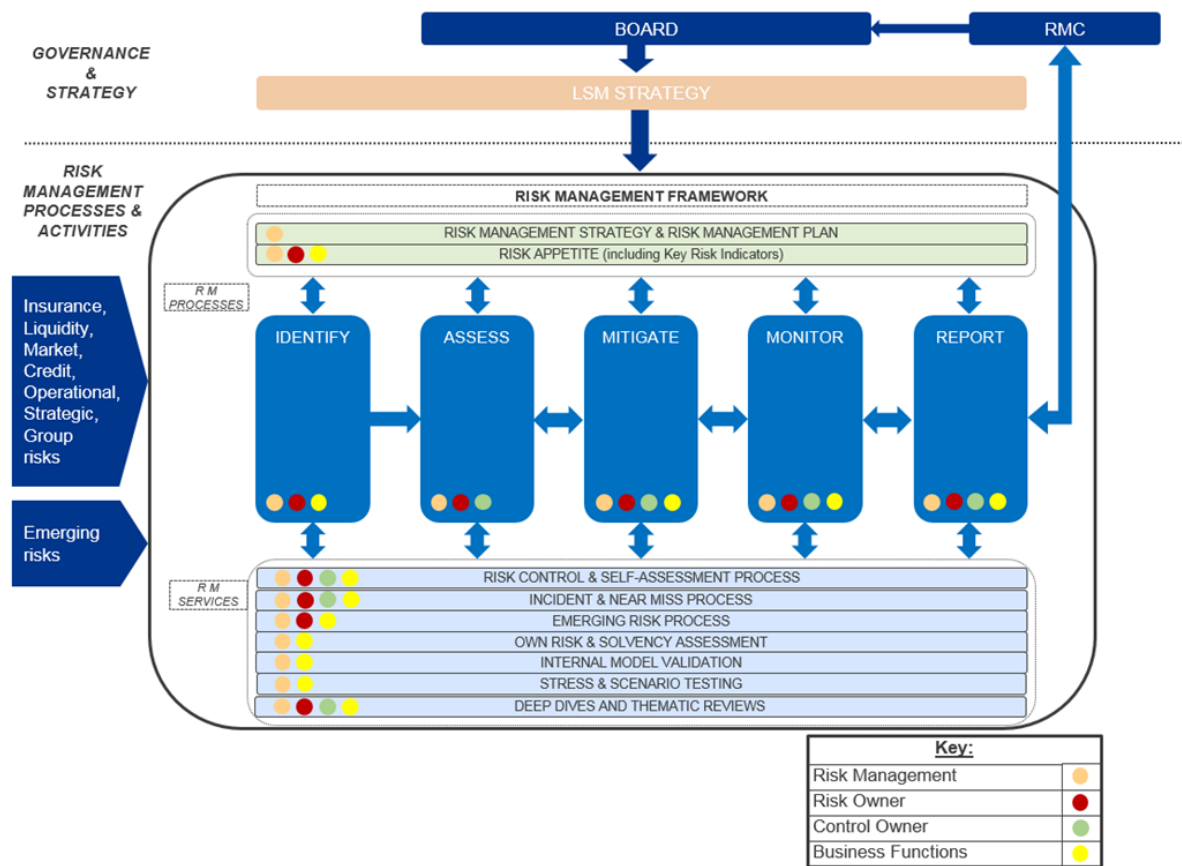 BOARD
RMC
GOVERNANCE
&
STRATEGY
LSM STRATEGY
RISK
MANAGEMENT
PROCESSES &
ACTIVITIES
RISK MANAGEMENT FRAMEWORK
RISK MANAGEMENT STRATEGY & RISK MANAGEMENT PLAN
RISK APPETITE (including Key Risk Indicators)
R M
PROCESSES
Insurance,
Liquidity,
Market,
Credit,
Operational,
Strategic,
Group
risks
IDENTIFY
ASSESS
MITIGATE
MONITOR
REPORT
Emerging
risks
R M
SERVICES
RISK CONTROL & SELF-ASSESSMENT PROCESS
INCIDENT & NEAR MISS PROCESS
EMERGING RISK PROCESS
OWN RISK & SOLVENCY ASSESSMENT
INTERNAL MODEL VALIDATION
STRESS & SCENARIO TESTING
DEEP DIVES AND THEMATIC REVIEWS
Key:
Risk Management
Risk Owner
Control Owner
Business Functions